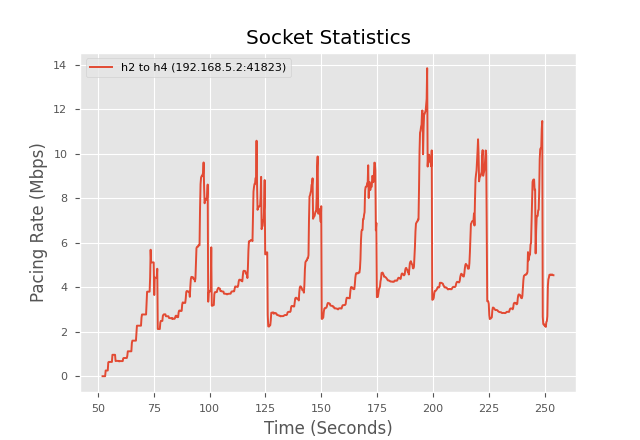 Socket Statistics
h2 to h4 (192.168.5.2:41823)
14
12
10
8
6
4
2
0
Pacing Rate (Mbps)
50 75 100 125 150 175 200 225 250
Time (Seconds)